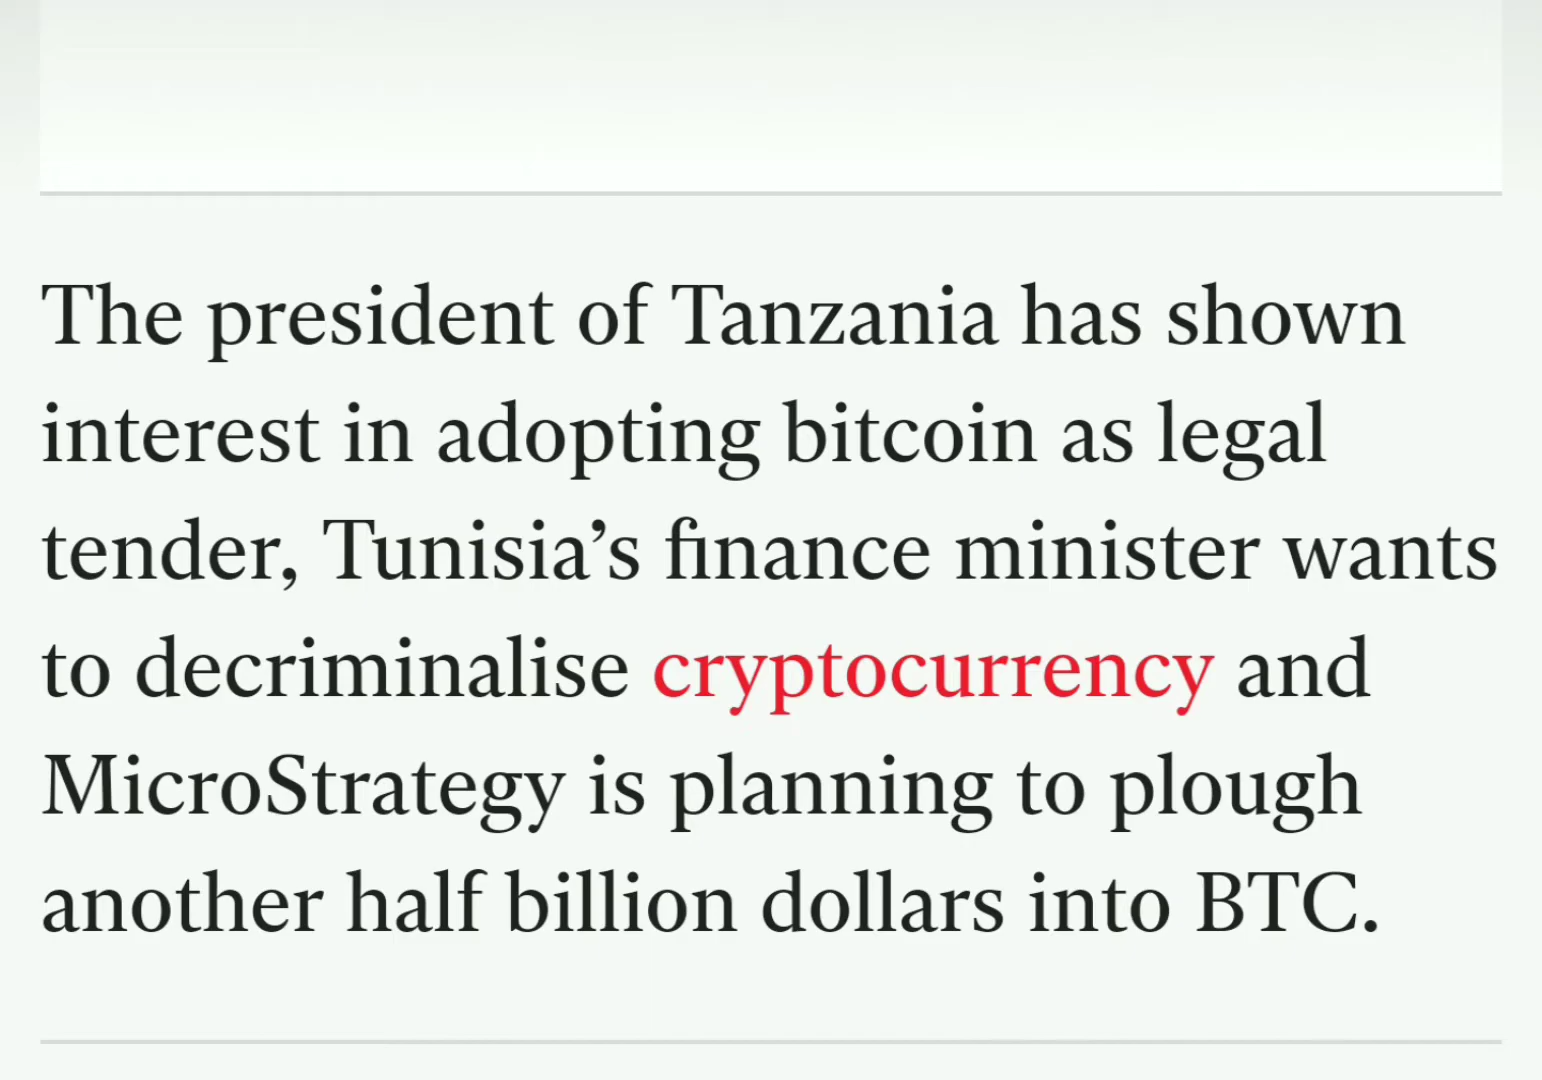 The president of Tanzania has shown
interest in adopting bitcoin as legal
tender, Tunisia’s finance minister wants
to decriminalise cryptocurrency and
MicroStrategy is planning to plough
another half billion dollars into BTC.